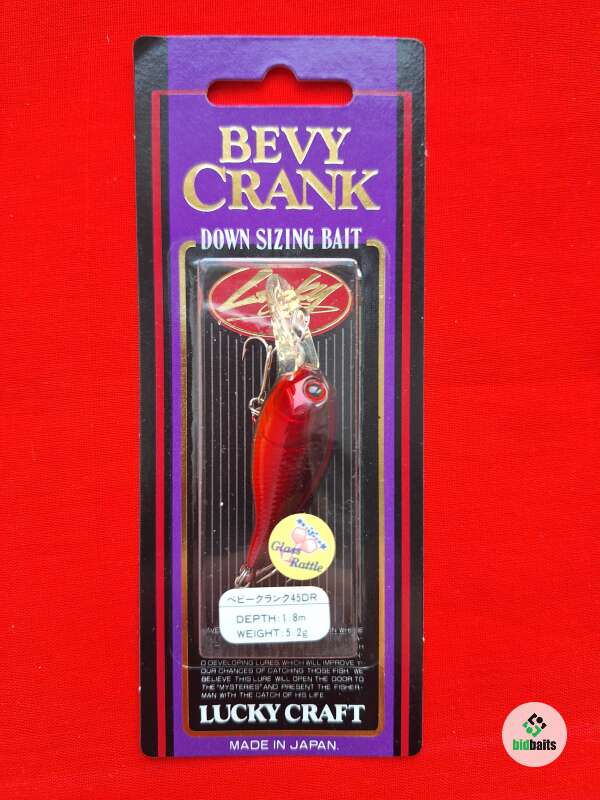 BEVY
CRANK
DOWN SIZING BAIT
Lucky
Glass
Rattle
ベビークランク45DR
DEPTH:1.8m
WEIGHT:5.2g
DEVELOPING LURES, WHICH WILL IMPROVE Y
OUR CHANCES OF CATCHING THOSE FISH. WE
BELIEVE THIS LURE WILL OPEN THE DOOR TO
THE "MYSTERIES" AND PRESENT THE FISHER-
MAN WITH THE CATCH OF HIS LIFE
LUCKY CRAFT
MADE IN JAPAN.
bidbaits